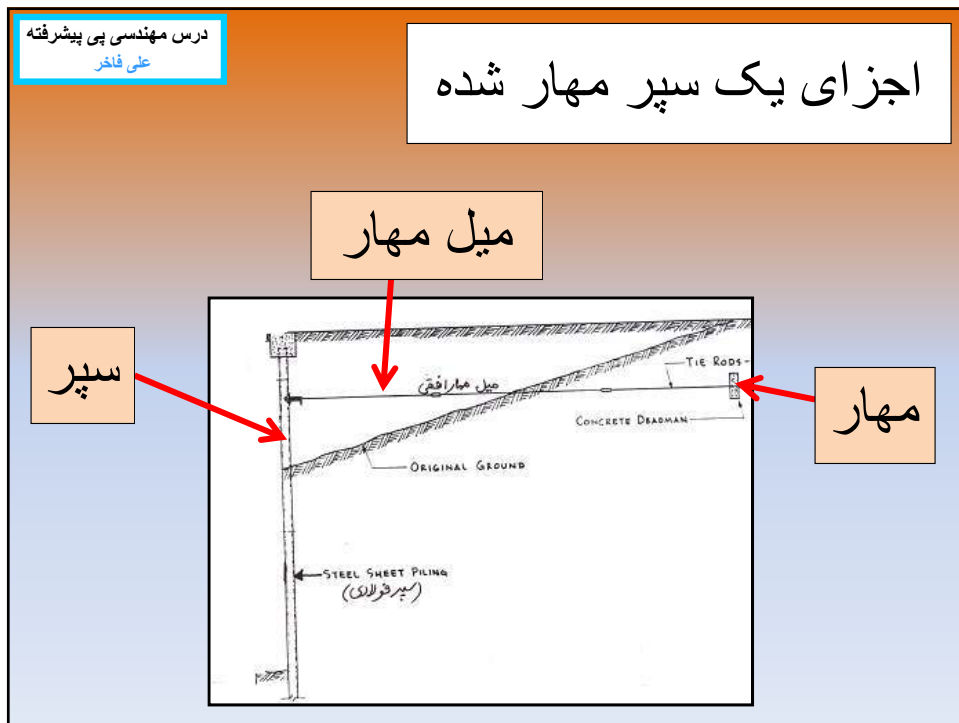 درس مهندسی پی پیشرفته
علی فاخر
اجزای یک سپر مهار شده
میل مهار
سپر
مهار
میل مهار افقی
TIE RODS
CONCRETE DEADMAN
ORIGINAL GROUND
STEEL SHEET PILING
(سپر فولادی)